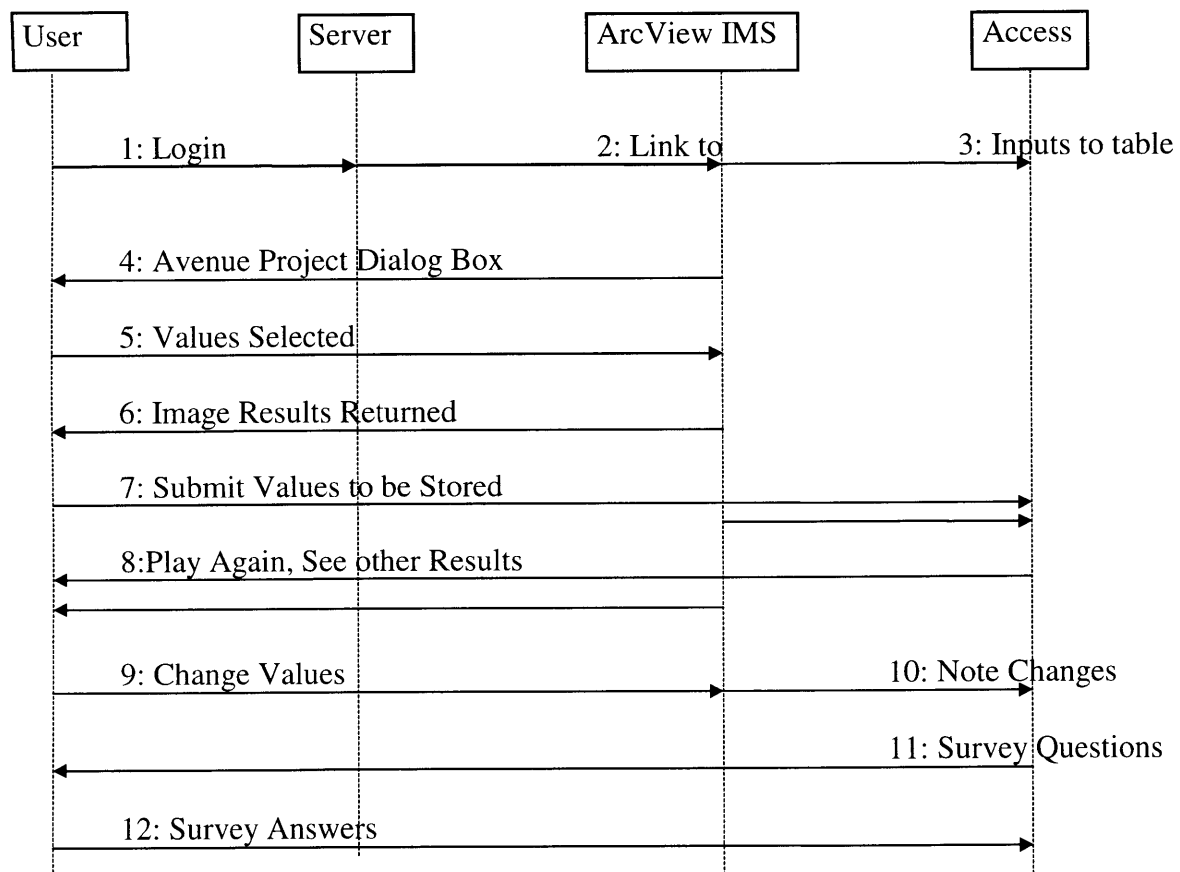 User
Server
ArcView IMS
Access
1: Login
2: Link to
3: Inputs to table
4: Avenue Project Dialog Box
5: Values Selected
6: Image Results Returned
7: Submit Values to be Stored
8:Play Again, See other Results
9: Change Values
10: Note Changes
11: Survey Questions
12: Survey Answers